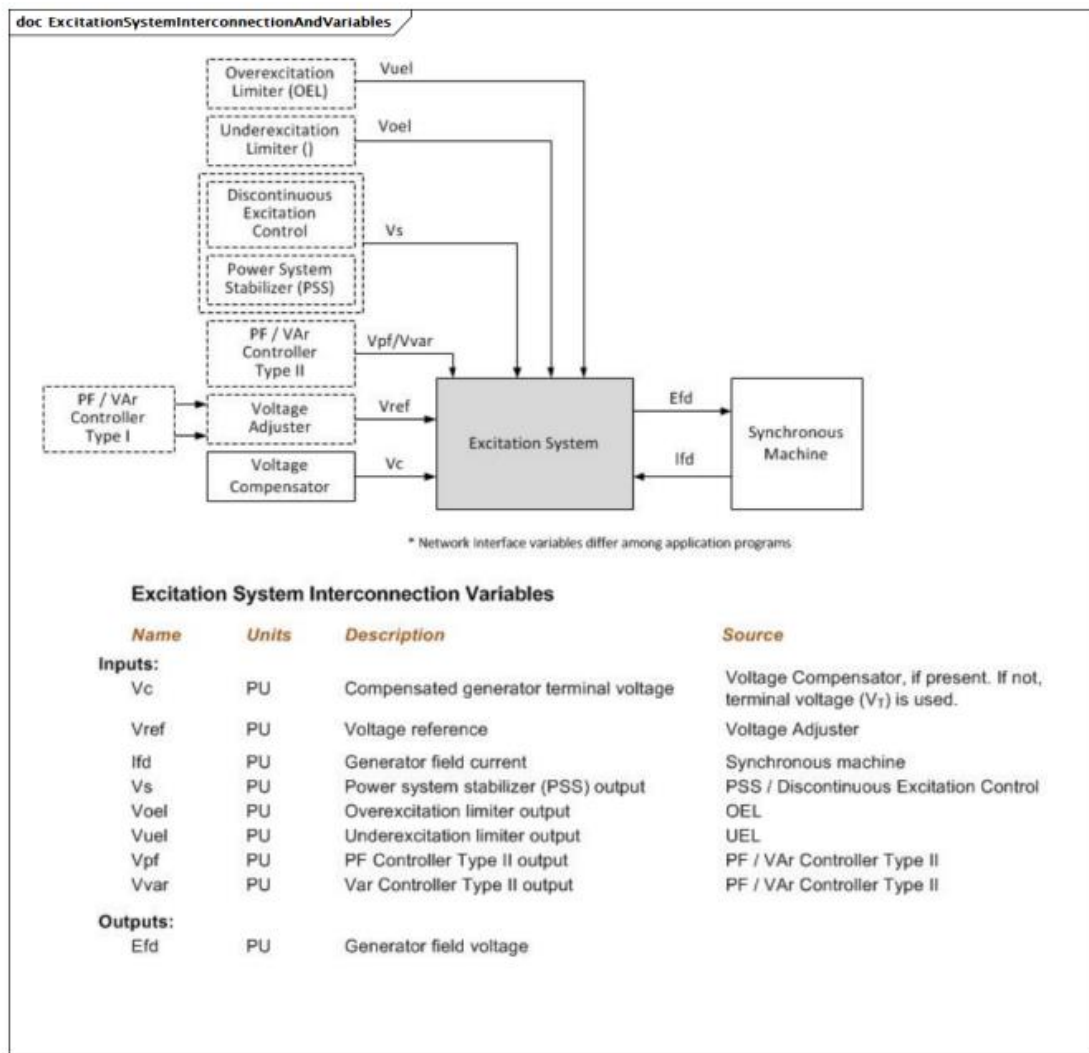 doc ExcitationSystemInterconnectionAndVariables
Overexcitation
Limiter (OEL)
Vuel
Underexcitation
Limiter ()
Voel
Discontinuous
Excitation
Control
Vs
Power System
Stabilizer (PSS)
PF / VAr
Controller
Type II
Vpf/Vvar
PF / VAr
Controller
Type I
Voltage
Adjuster
Vref
Voltage
Compensator
Vc
Excitation System
Efd
Ifd
Synchronous
Machine
* Network Interface variables differ among application programs
Excitation System Interconnection Variables
Name Units Description Source
Inputs:
Vc PU Compensated generator terminal voltage Voltage Compensator, if present. If not,
terminal voltage (VT) is used.
Vref PU Voltage reference Voltage Adjuster
Ifd PU Generator field current Synchronous machine
Vs PU Power system stabilizer (PSS) output PSS / Discontinuous Excitation Control
Voel PU Overexcitation limiter output OEL
Vuel PU Underexcitation limiter output UEL
Vpf PU PF Controller Type II output PF / VAr Controller Type II
Vvar PU Var Controller Type II output PF / VAr Controller Type II
Outputs:
Efd PU Generator field voltage